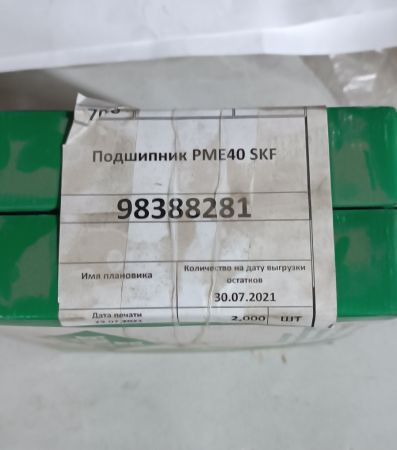 Подшипник PME40 SKF
98388281
Имя плановика
Количество на дату выгрузки
остатков
30.07.2021
Дата печати
2,000 ШТ